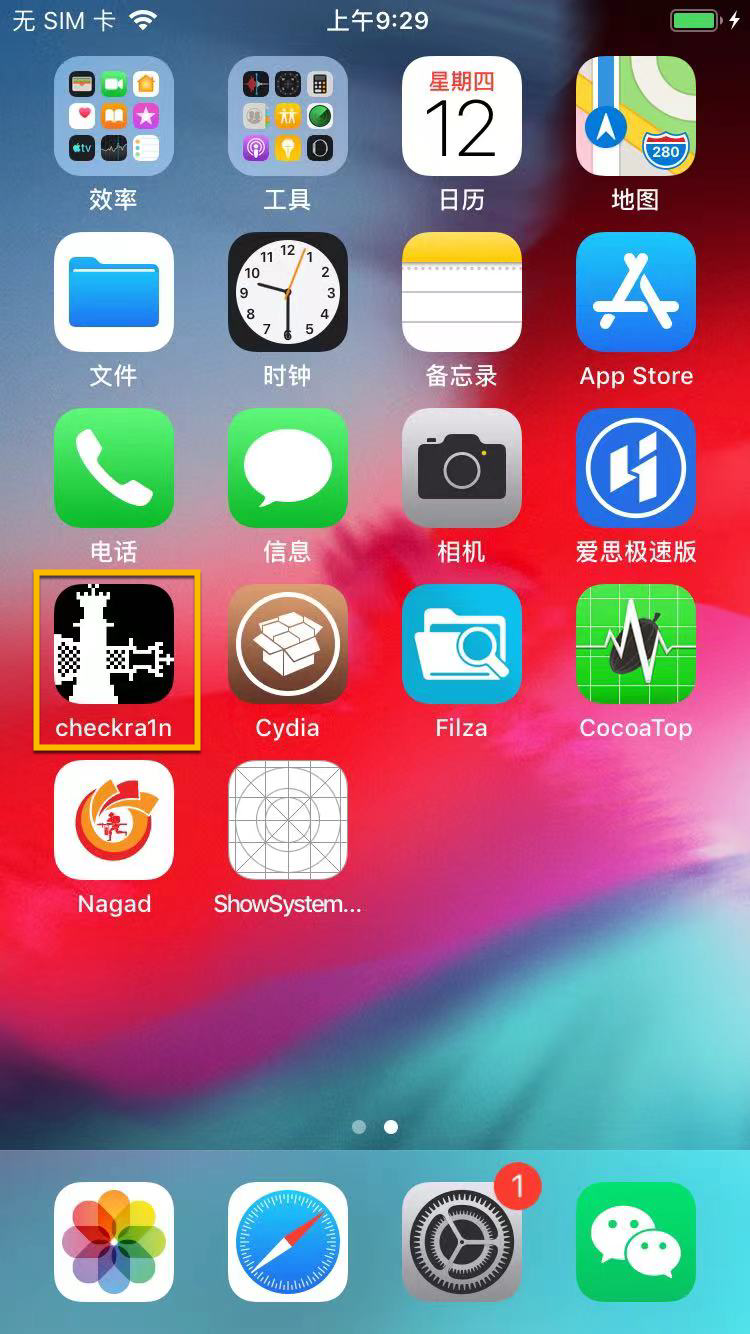 无 SIM 卡 上午9:29
星期四
12
280
tv
效率 工具 日历 地图
12
11 1
10 2
9 3
8 4
7 5
6
文件 时钟 备忘录 App Store
电话 信息 相机 爱思极速版
checkra1n Cydia Filza CocoaTop
Nagad ShowSystem...
1